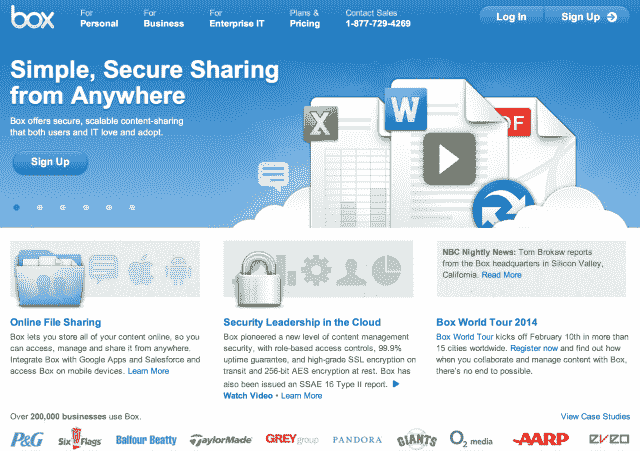 box
For Personal
For Business
For Enterprise IT
Plans & Pricing
Contact Sales 1-877-729-4269
Log In
Sign Up
Simple, Secure Sharing
from Anywhere
Box offers secure, scalable content-sharing
that both users and IT love and adopt.
Sign Up
X
W
DF
NBC Nightly News: Tom Brokaw reports
from the Box headquarters in Silicon Valley,
California. Read More
Online File Sharing
Box lets you store all of your content online, so you
can access, manage and share it from anywhere.
Integrate Box with Google Apps and Salesforce and
access Box on mobile devices. Learn More
Security Leadership in the Cloud
Box pioneered a new level of content management
security, with role-based access controls, 99.9%
uptime guarantee, and high-grade SSL encryption on
transit and 256-bit AES encryption at rest. Box has
also been issued an SSAE 16 Type II report.
Watch Video • Learn More
Box World Tour 2014
Box World Tour kicks off February 10th in more than
15 cities worldwide. Register now and find out how
when you collaborate and manage content with Box,
there's no end to possible.
Over 200,000 businesses use Box.
View Case Studies
P&G
Six Flags
Balfour Beatty
TaylorMade
GREY group
PANDORA
GIANTS
O2 media
AARP
eveo